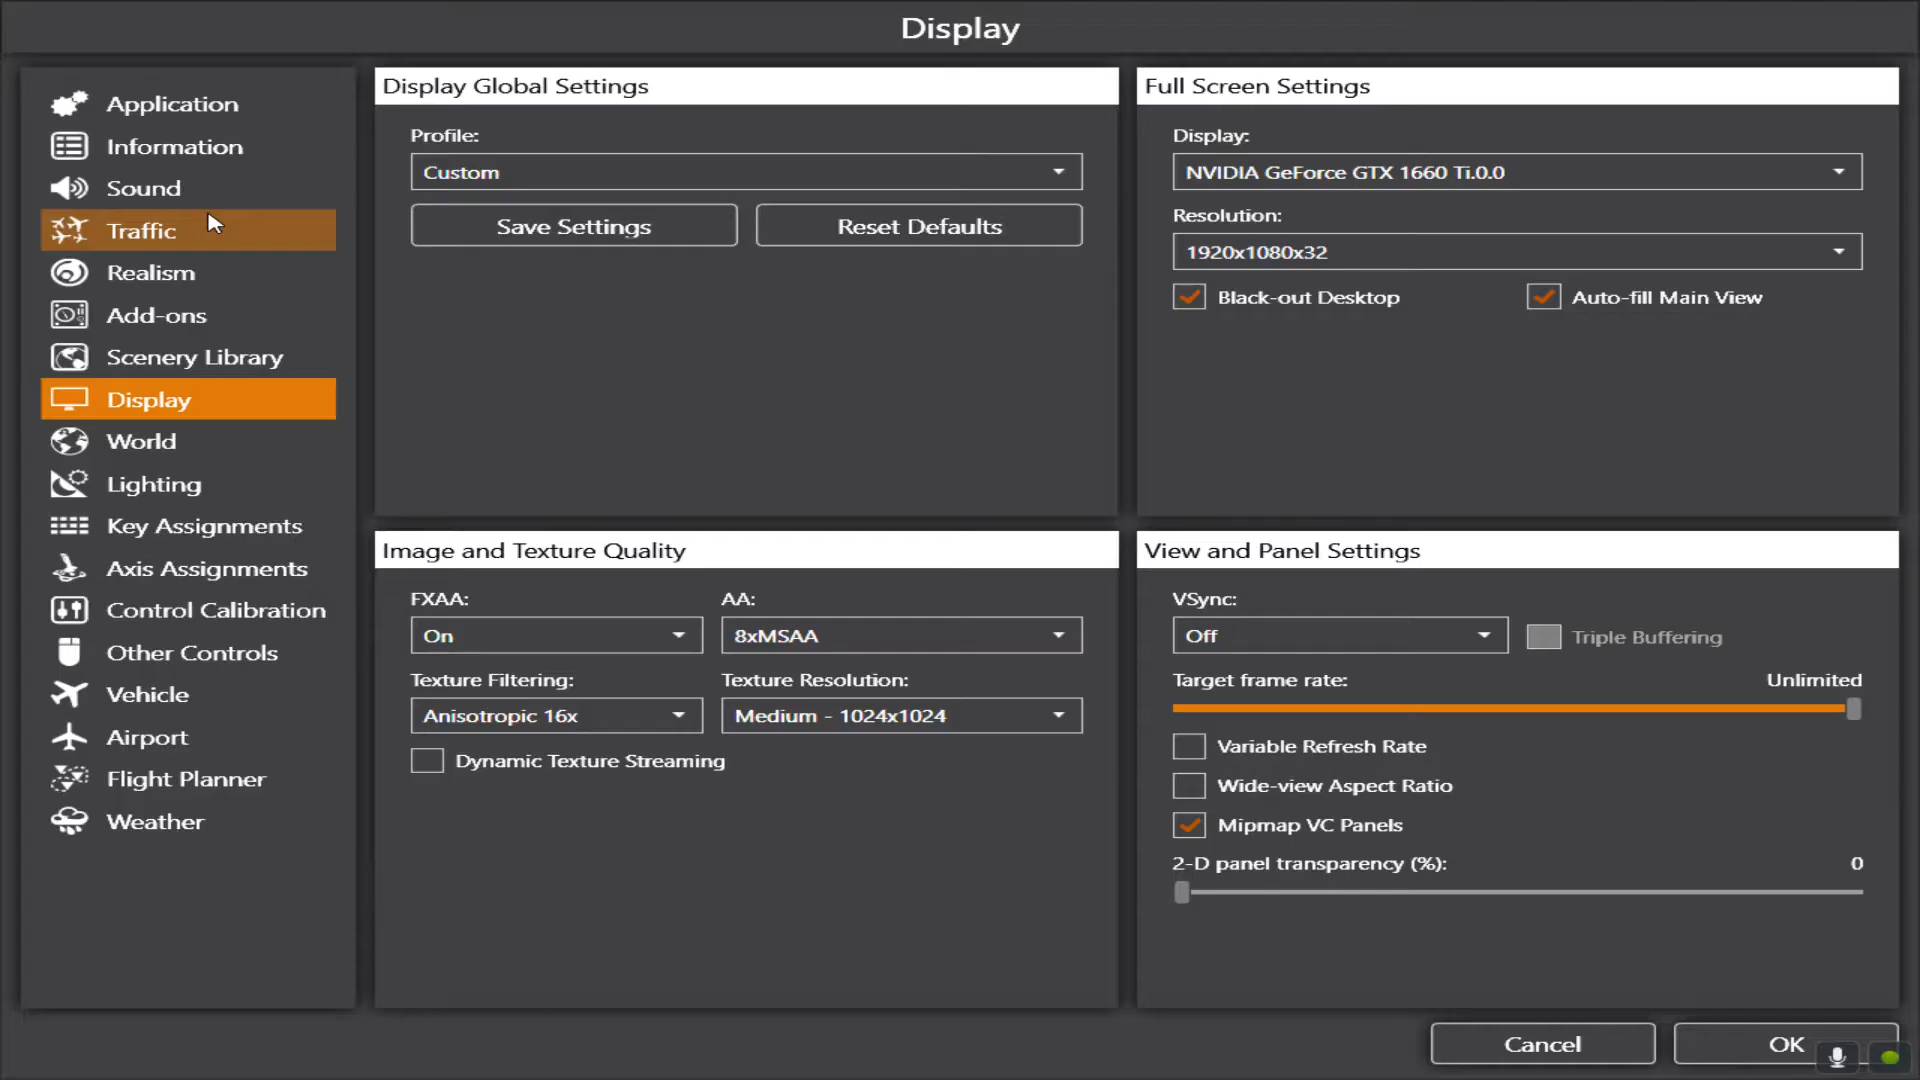 Display
Application
Information
Sound
Traffic
Realism
Add-ons
Scenery Library
Display
World
Lighting
Key Assignments
Axis Assignments
Control Calibration
Other Controls
Vehicle
Airport
Flight Planner
Weather
Display Global Settings
Profile:
Custom
Save Settings
Reset Defaults
Full Screen Settings
Display:
NVIDIA GeForce GTX 1660 Ti.0.0
Resolution:
1920x1080x32
Black-out Desktop
Auto-fill Main View
Image and Texture Quality
FXAA:
AA:
On
8xMSAA
Texture Filtering:
Texture Resolution:
Anisotropic 16x
Medium - 1024x1024
Dynamic Texture Streaming
View and Panel Settings
VSync:
Off
Triple Buffering
Target frame rate:
Unlimited
Variable Refresh Rate
Wide-view Aspect Ratio
Mipmap VC Panels
2-D panel transparency (%):
0
Cancel
OK